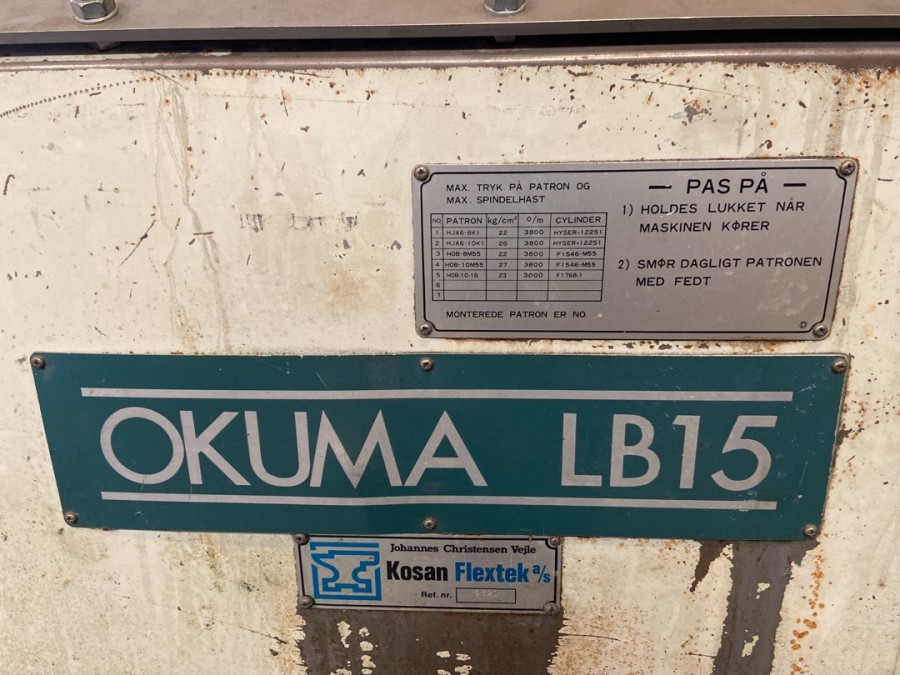 MAX. TRYK PÅ PATRON OG
MAX. SPINDELHAST
NO. PATRON kg/cm² o/m CYLINDER
1 HJA6-8K1 22 3800 HYSER-12251
2 HJA6-10K1 26 3800 HYSER-12251
3 HOB-8M55 22 3800 F1546-M55
4 HOB-10M55 27 3800 F1546-M55
5 HOB-10-18 23 3000 F1768-1
6
7
MONTEREDE PATRON ER NO.
— PAS PÅ —
1) HOLDES LUKKET NÅR
MASKINEN KØRER
2) SMØR DAGLIGT PATRONEN
MED FEDT
D
OKUMA LB15
Johannes Christensen Vejle
Kosan Flextek a/s
Ref. nr.